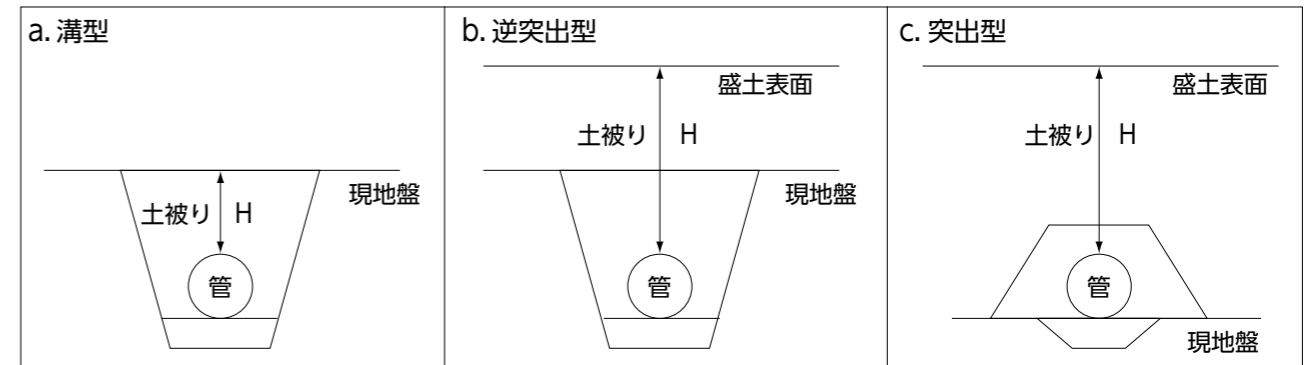 a. 溝型
土被り H
現地盤
管
b. 逆突出型
盛土表面
土被り H
現地盤
管
c. 突出型
盛土表面
土被り H
管
現地盤